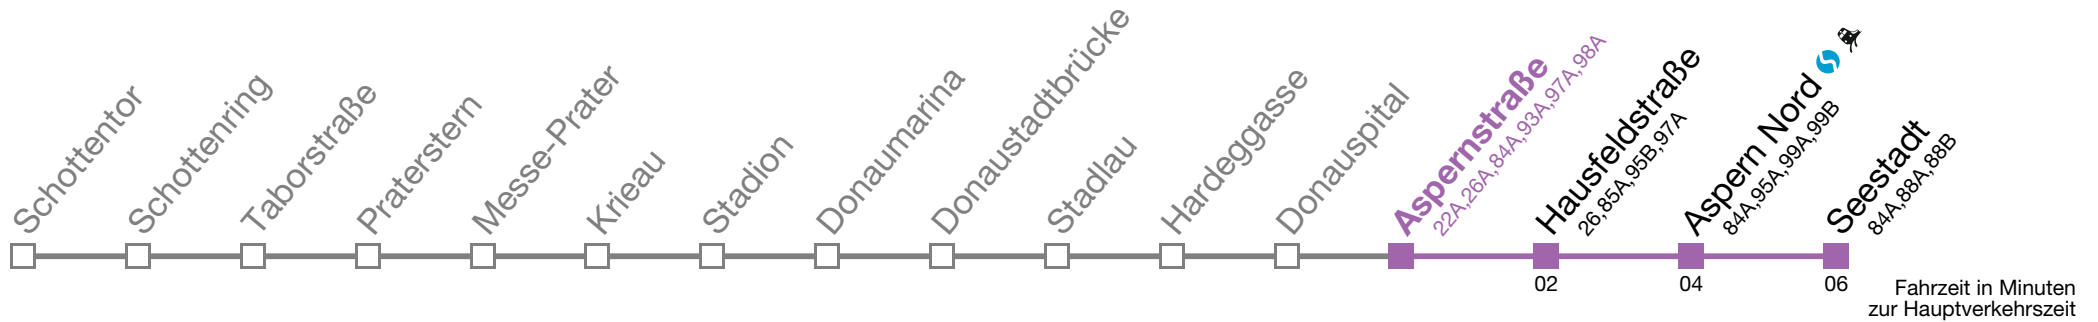 Schottentor
Schottenring
Taborstraße
Praterstern
Messe-Prater
Krieau
Stadion
Donaumarina
Donaustadtbrücke
Stadlau
Hardeggasse
Donauspital
Aspernstraße
22A,26A,84A,93A,97A,98A
Hausfeldstraße
26,85A,95B,97A
Aspern Nord
84A,95A,99A,99B
Seestadt
84A,88A,88B
02
04
06
Fahrzeit in Minuten
zur Hauptverkehrszeit